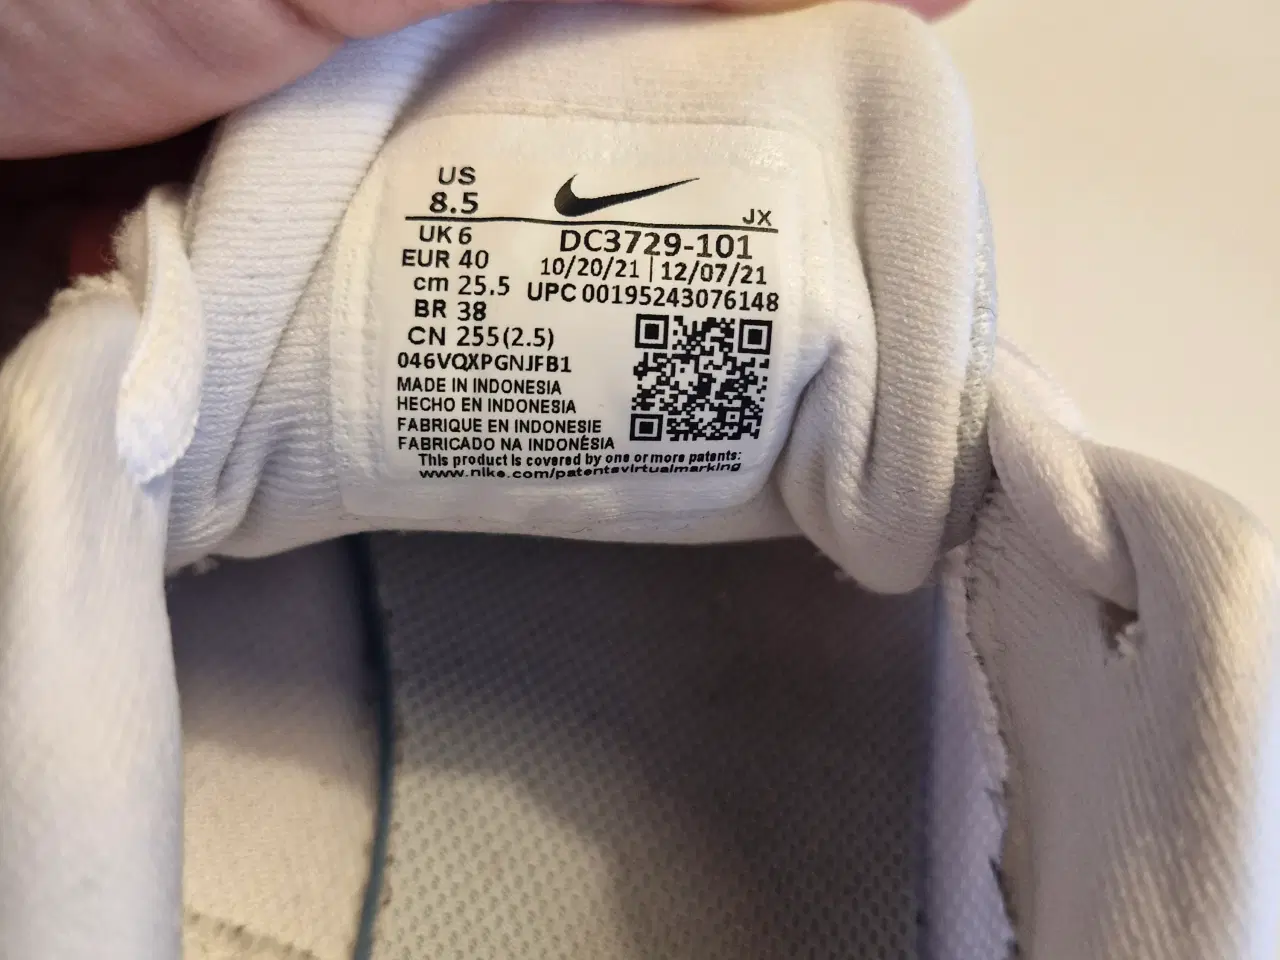 US
8.5
JX
UK 6
EUR 40
cm 25.5
BR 38
CN 255(2.5)
DC3729-101
10/20/21 | 12/07/21
UPC 00195243076148
046VQXPGNJFB1
MADE IN INDONESIA
HECHO EN INDONESIA
FABRIQUE EN INDONESIE
FABRICADO NA INDONÉSIA
This product is covered by one or more patents:
www.nike.com/patentsvirtualmarking